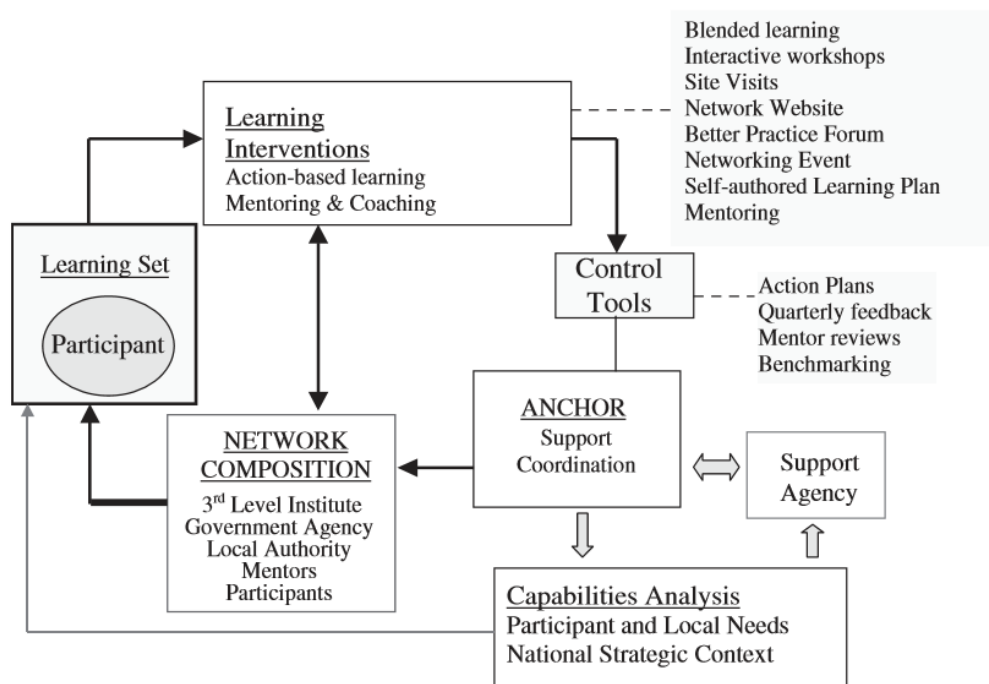 Blended learning
Interactive workshops
Site Visits
Network Website
Better Practice Forum
Networking Event
Self-authored Learning Plan
Mentoring
Learning
Interventions
Action-based learning
Mentoring & Coaching
Learning Set
Participant
Control
Tools
Action Plans
Quarterly feedback
Mentor reviews
Benchmarking
ANCHOR
Support
Coordination
NETWORK
COMPOSITION
3rd Level Institute
Government Agency
Local Authority
Mentors
Participants
Support
Agency
Capabilities Analysis
Participant and Local Needs
National Strategic Context